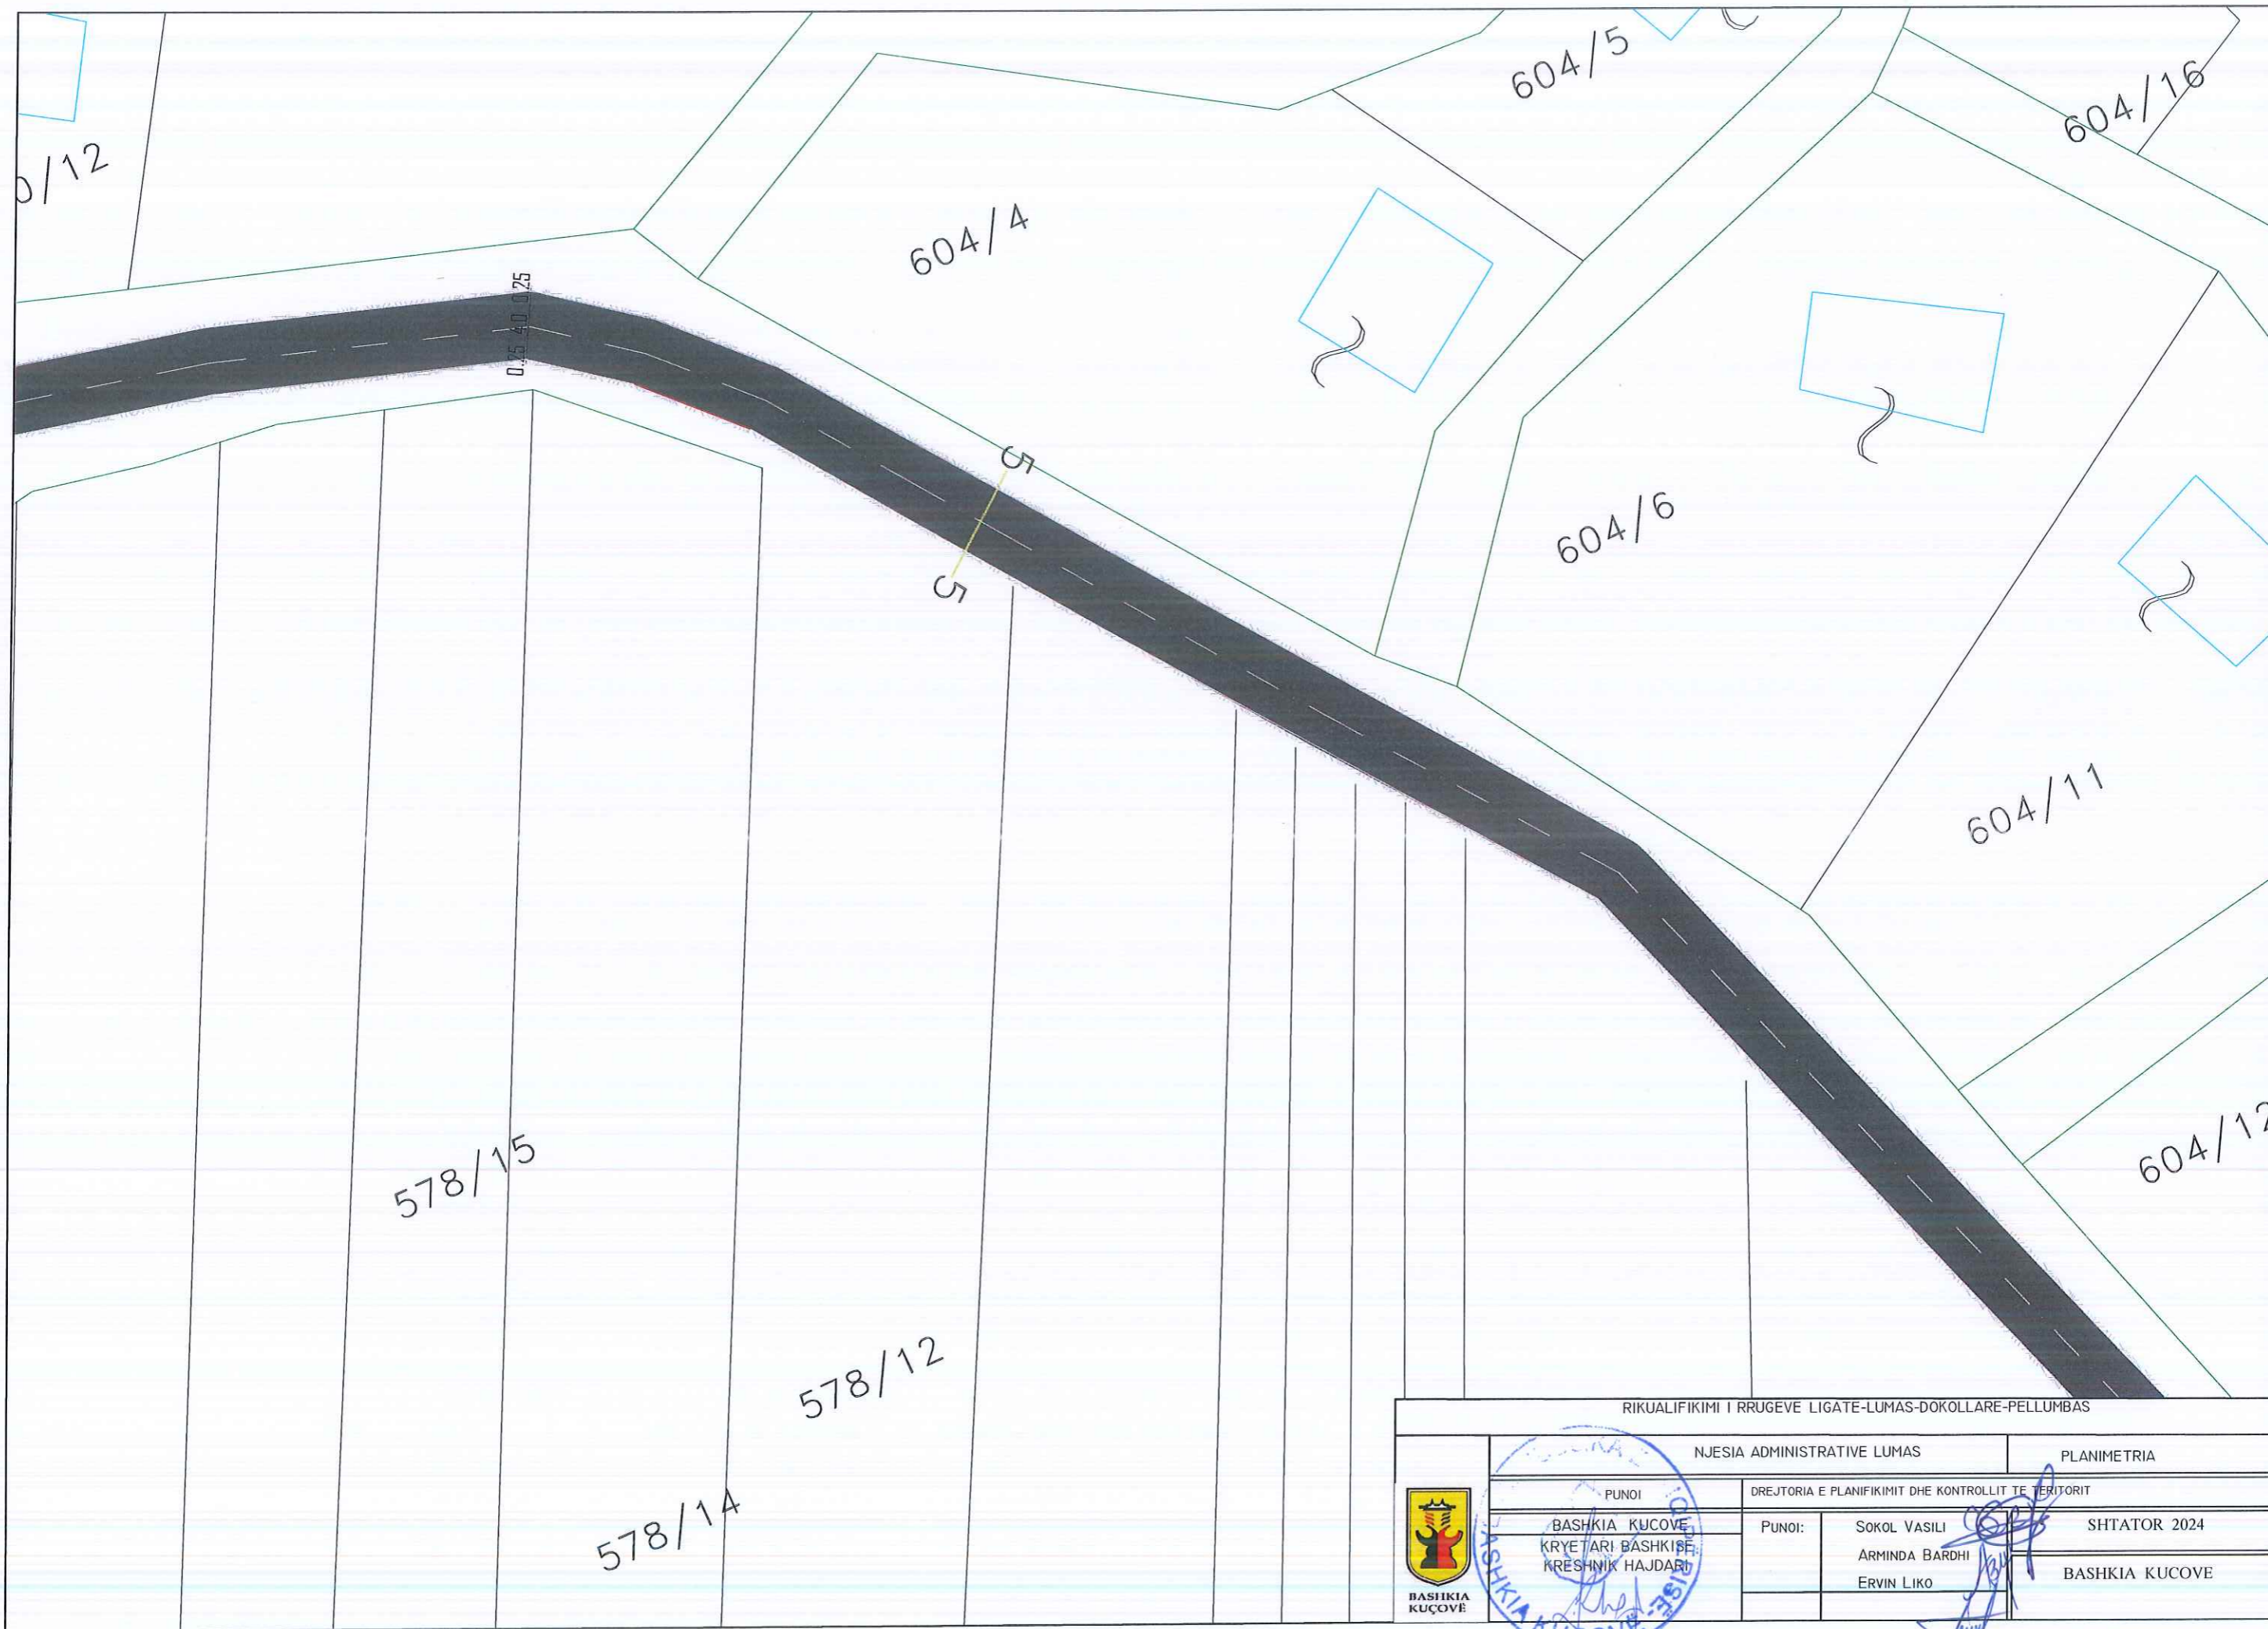 604/5
604/16
0/12
604/4
0.25 4.0 0.25
5
5
604/6
604/11
604/12
578/15
578/12
578/14
RIKUALIFIKIMI I RRUGEVE LIGATE-LUMAS-DOKOLLARE-PELLUMBAS
NJESIA ADMINISTRATIVE LUMAS
PLANIMETRIA
PUNOI
DREJTORIA E PLANIFIKIMIT DHE KONTROLLIT TE TERITORIT
BASHKIA KUCOVE
KRYETARI BASHKISE
KRESHNIK HAJDARI
PUNOI:
SOKOL VASILI
ARMINDA BARDHI
ERVIN LIKO
SHTATOR 2024
BASHKIA KUCOVE
BASHKIA
KUÇOVË